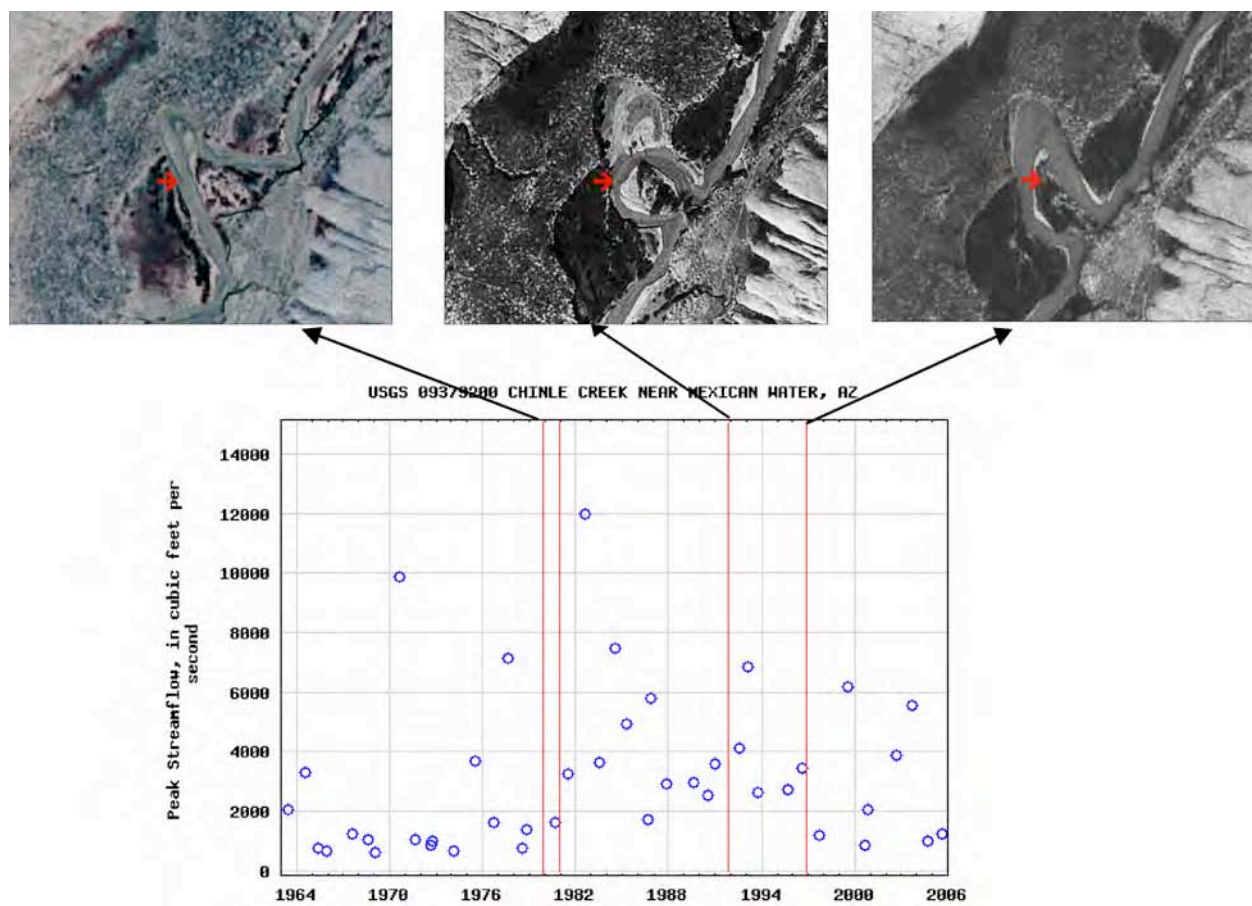 USGS 09379200 CHINLE CREEK NEAR MEXICAN WATER, AZ
Peak Streamflow, in cubic feet per
second
14000
12000
10000
8000
6000
4000
2000
0
1964 1970 1976 1982 1988 1994 2000 2006